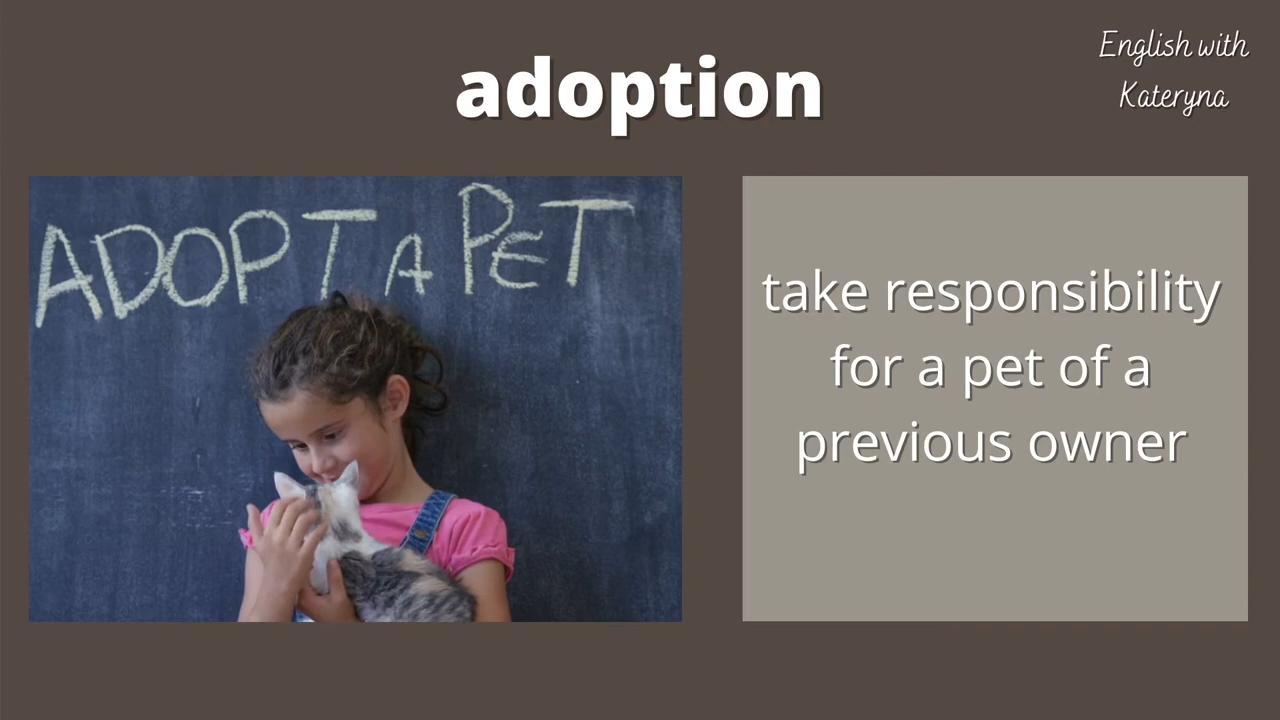 adoption
English with
Kateryna
ADOPT A PET
take responsibility
for a pet of a
previous owner